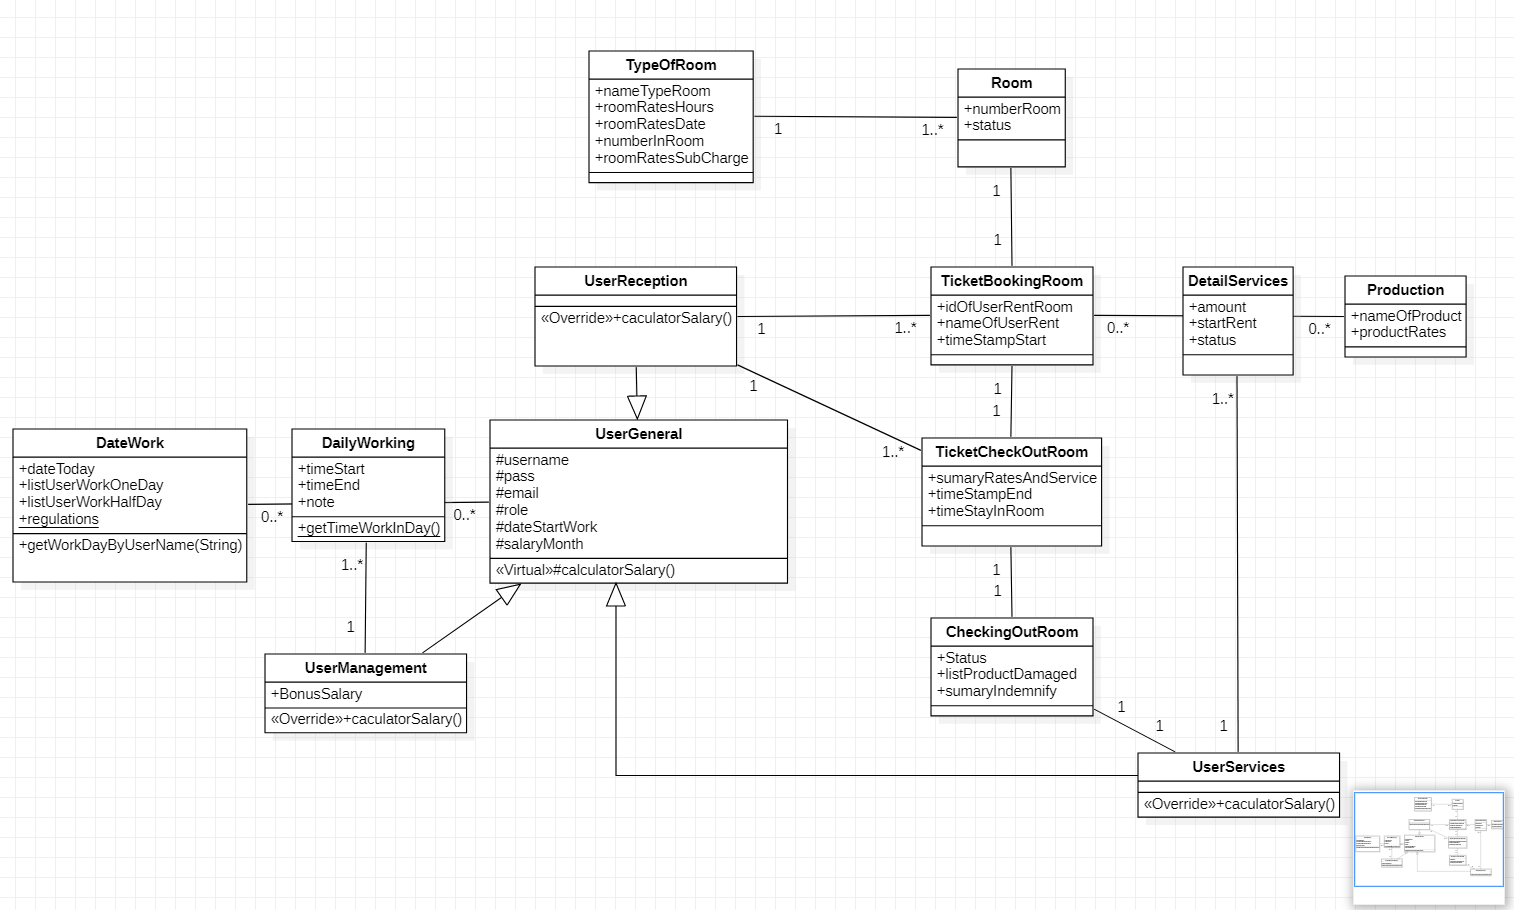 TypeOfRoom
+nameTypeRoom
+roomRatesHours
+roomRatesDate
+numberInRoom
+roomRatesSubCharge
1
1..*
Room
+numberRoom
+status
1
1
UserReception
«Override»+caculatorSalary()
1
1..*
TicketBookingRoom
+idOfUserRentRoom
+nameOfUserRent
+timeStampStart
0..*
DetailServices
+amount
+startRent
+status
0..*
Production
+nameOfProduct
+productRates
1
1..*
1
1
1..*
DateWork
+dateToday
+listUserWorkOneDay
+listUserWorkHalfDay
+regulations
+getWorkDayByUserName(String)
0..*
DailyWorking
+timeStart
+timeEnd
+note
+getTimeWorkInDay()
0..*
UserGeneral
#username
#pass
#email
#role
#dateStartWork
#salaryMonth
«Virtual»#calculatorSalary()
TicketCheckOutRoom
+sumaryRatesAndService
+timeStampEnd
+timeStayInRoom
1..*
1
1
1
UserManagement
+BonusSalary
«Override»+caculatorSalary()
CheckingOutRoom
+Status
+listProductDamaged
+sumaryIndemnify
1
1
1
UserServices
«Override»+caculatorSalary()